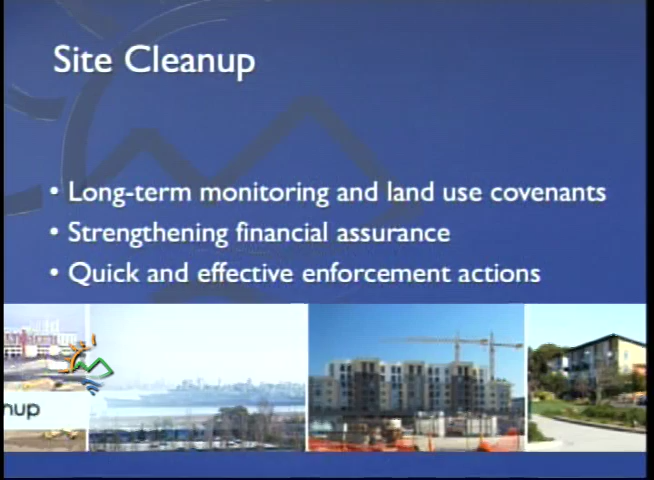 Site Cleanup
• Long-term monitoring and land use covenants
• Strengthening financial assurance
• Quick and effective enforcement actions
nup